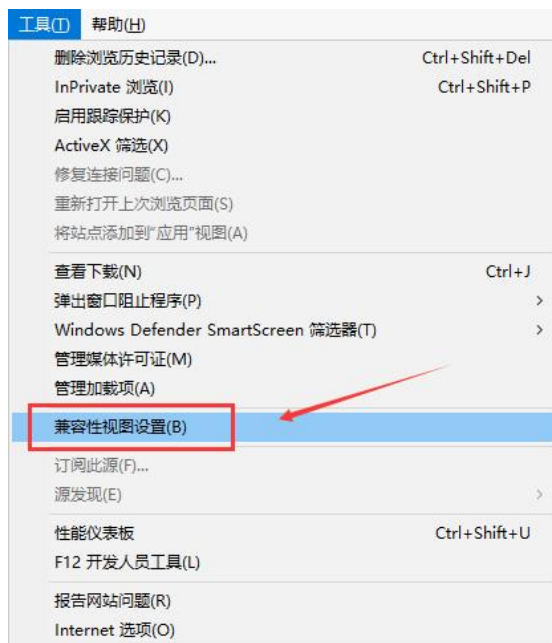 工具(T) 帮助(H)
删除浏览历史记录(D)... Ctrl+Shift+Del
InPrivate 浏览(I) Ctrl+Shift+P
启用跟踪保护(K)
ActiveX 筛选(X)
修复连接问题(C)...
重新打开上次浏览页面(S)
将站点添加到“应用”视图(A)
查看下载(N) Ctrl+J
弹出窗口阻止程序(P)
Windows Defender SmartScreen 筛选器(T)
管理媒体许可证(M)
管理加载项(A)
兼容性视图设置(B)
订阅此源(F)...
源发现(E)
性能仪表板 Ctrl+Shift+U
F12 开发人员工具(L)
报告网站问题(R)
Internet 选项(O)